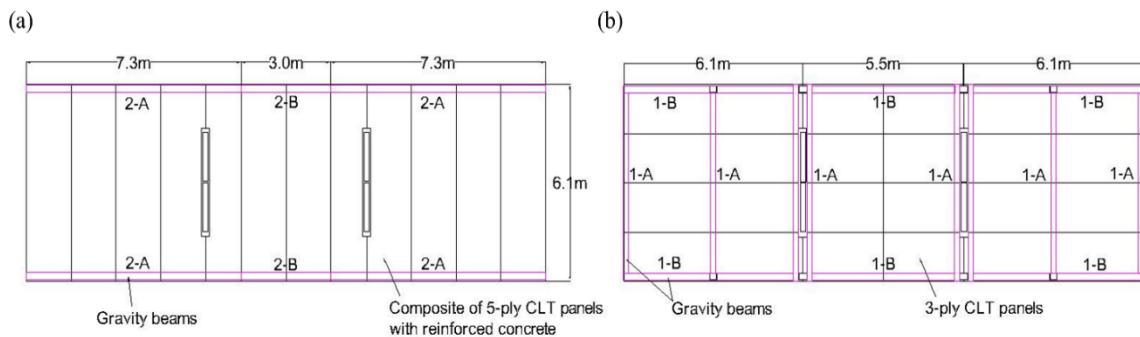 (a)
7.3m 3.0m 7.3m
2-A 2-B 2-A
6.1m
2-A 2-B 2-A
Gravity beams
Composite of 5-ply CLT panels
with reinforced concrete
(b)
6.1m 5.5m 6.1m
1-B 1-B 1-B
1-A 1-A 1-A 1-A 1-A 1-A
1-B 1-B 1-B
Gravity beams
3-ply CLT panels